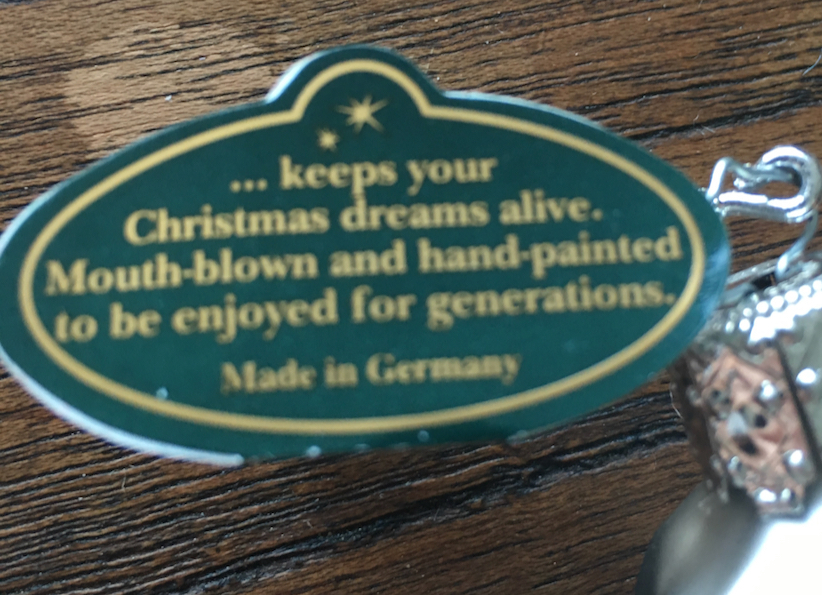 ... keeps your
Christmas dreams alive.
Mouth-blown and hand-painted
to be enjoyed for generations.
Made in Germany